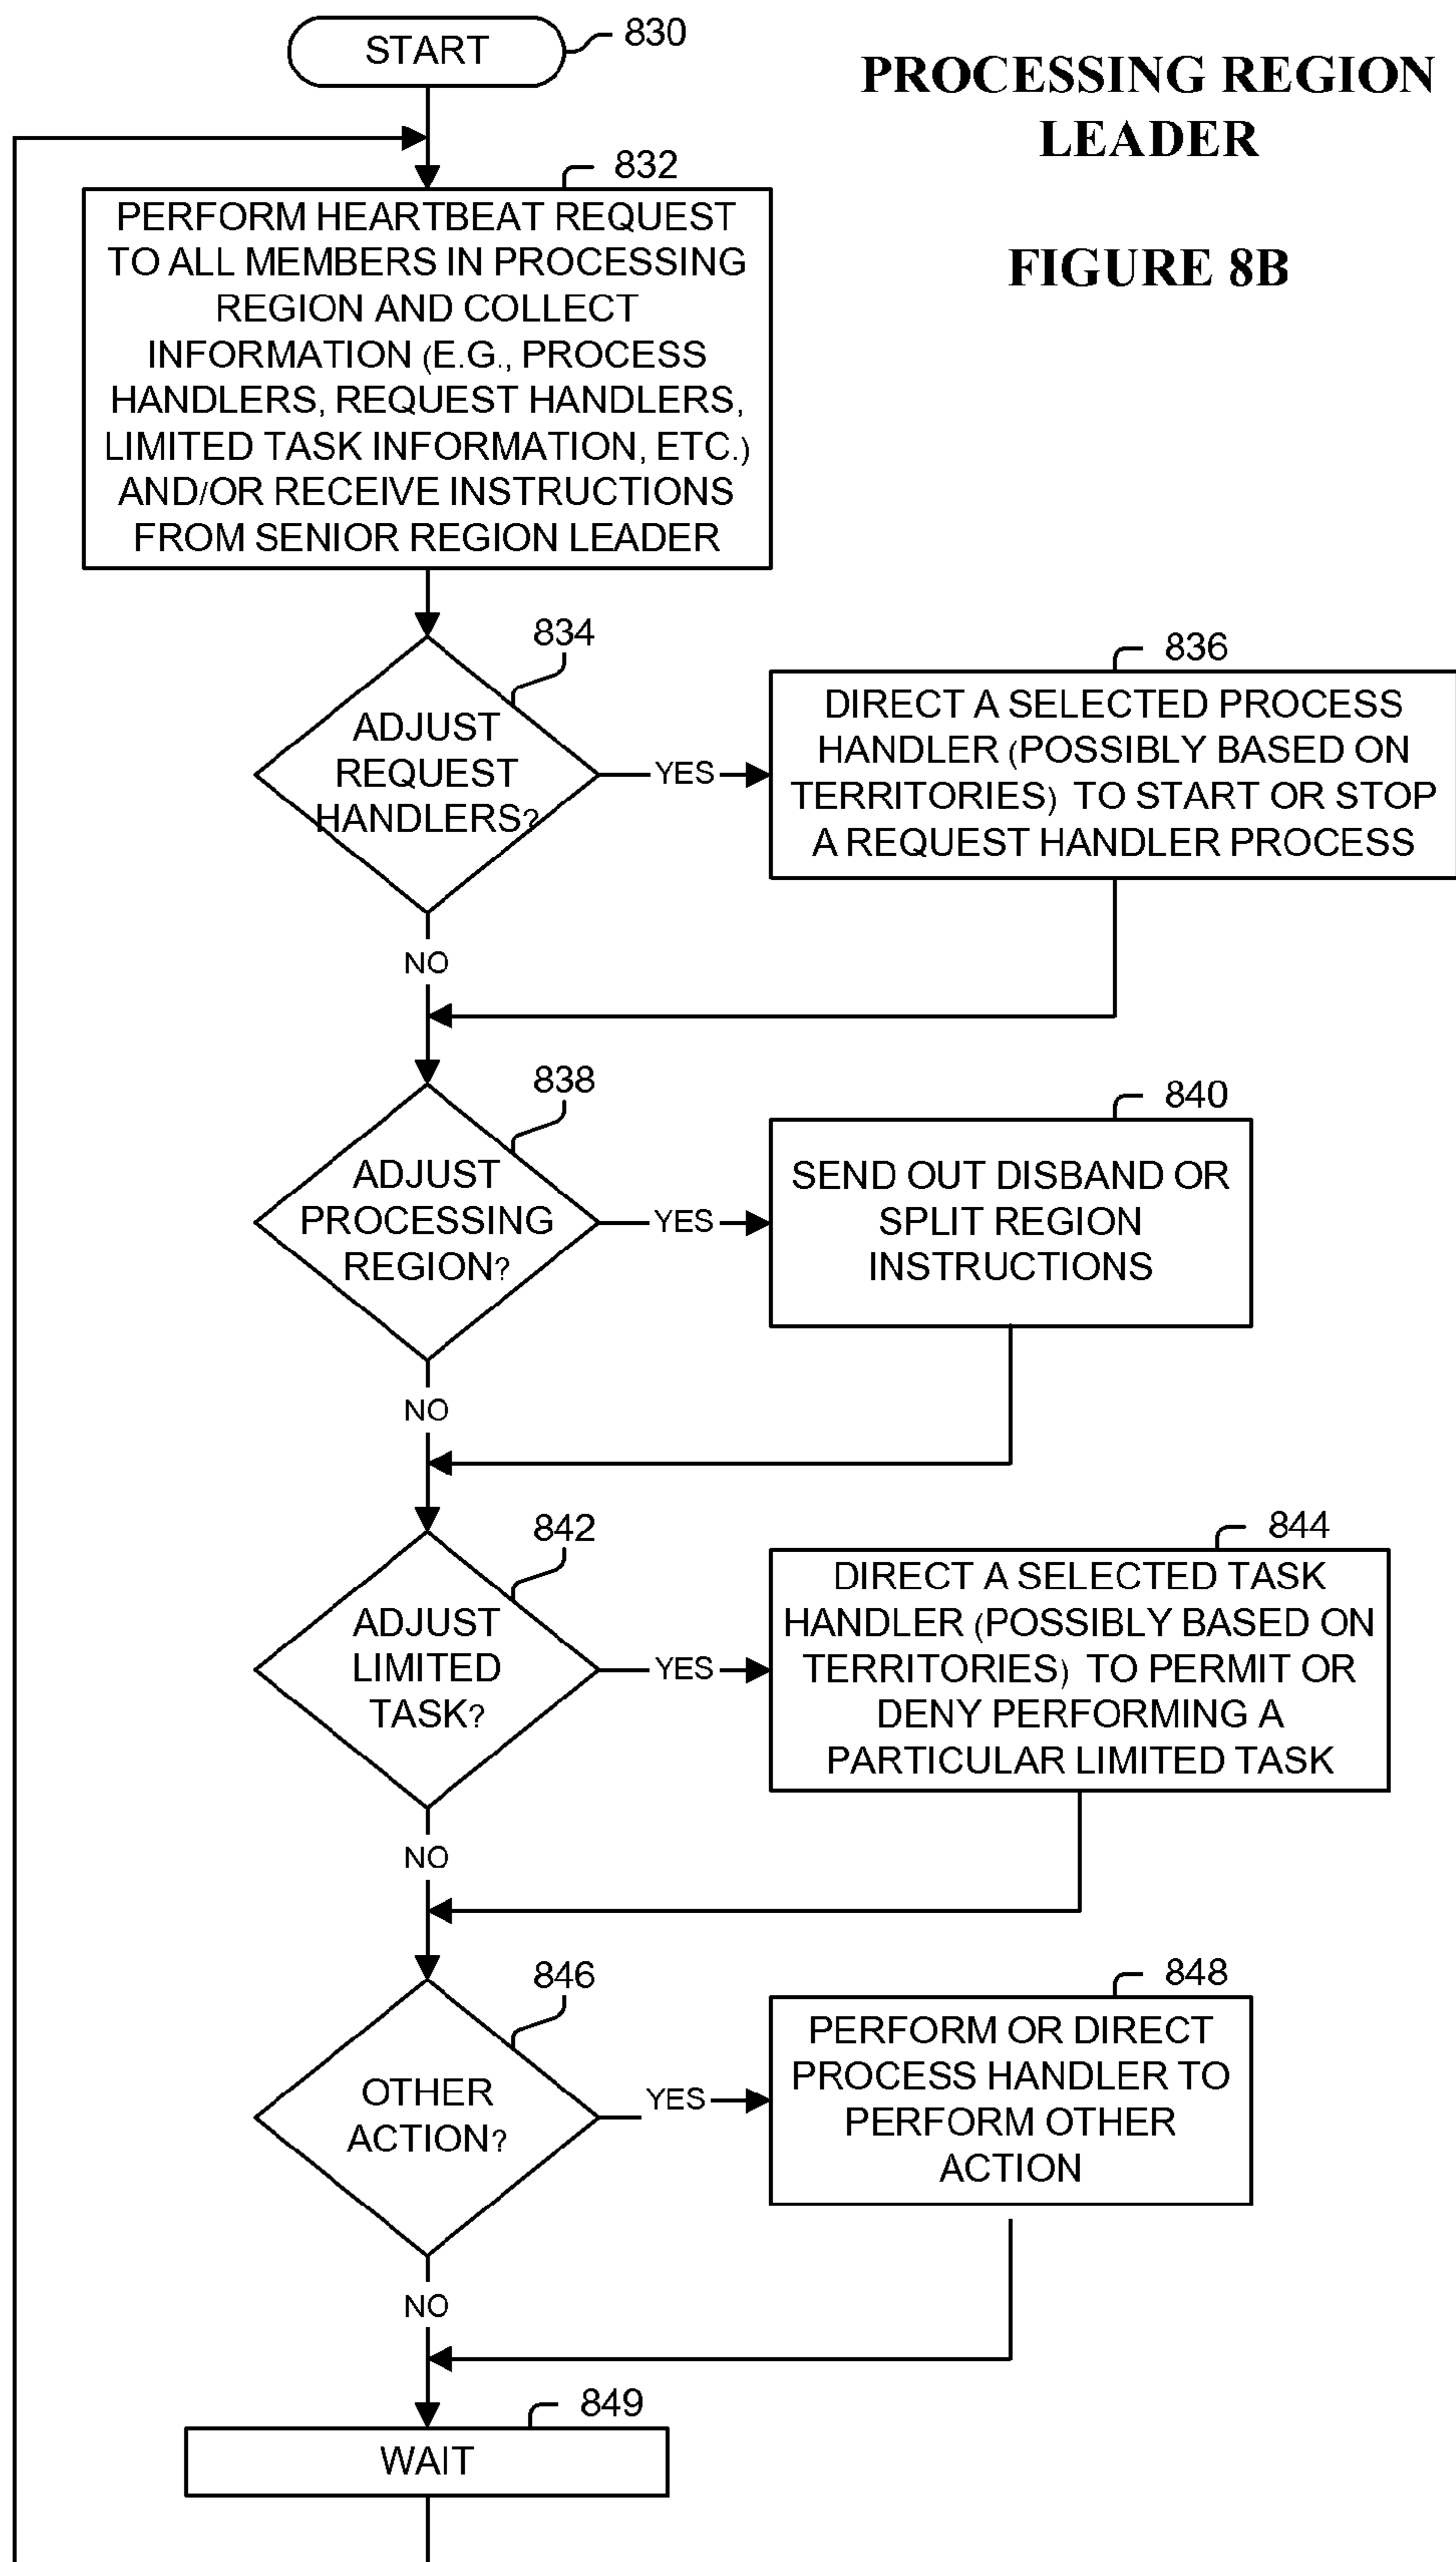 START
830
PROCESSING REGION
LEADER
FIGURE 8B
832
PERFORM HEARTBEAT REQUEST
TO ALL MEMBERS IN PROCESSING
REGION AND COLLECT
INFORMATION (E.G., PROCESS
HANDLERS, REQUEST HANDLERS,
LIMITED TASK INFORMATION, ETC.)
AND/OR RECEIVE INSTRUCTIONS
FROM SENIOR REGION LEADER
834
ADJUST
REQUEST
HANDLERS?
YES
836
DIRECT A SELECTED PROCESS
HANDLER (POSSIBLY BASED ON
TERRITORIES) TO START OR STOP
A REQUEST HANDLER PROCESS
NO
838
ADJUST
PROCESSING
REGION?
YES
840
SEND OUT DISBAND OR
SPLIT REGION
INSTRUCTIONS
NO
842
ADJUST
LIMITED
TASK?
YES
844
DIRECT A SELECTED TASK
HANDLER (POSSIBLY BASED ON
TERRITORIES) TO PERMIT OR
DENY PERFORMING A
PARTICULAR LIMITED TASK
NO
846
OTHER
ACTION?
YES
848
PERFORM OR DIRECT
PROCESS HANDLER TO
PERFORM OTHER
ACTION
NO
849
WAIT